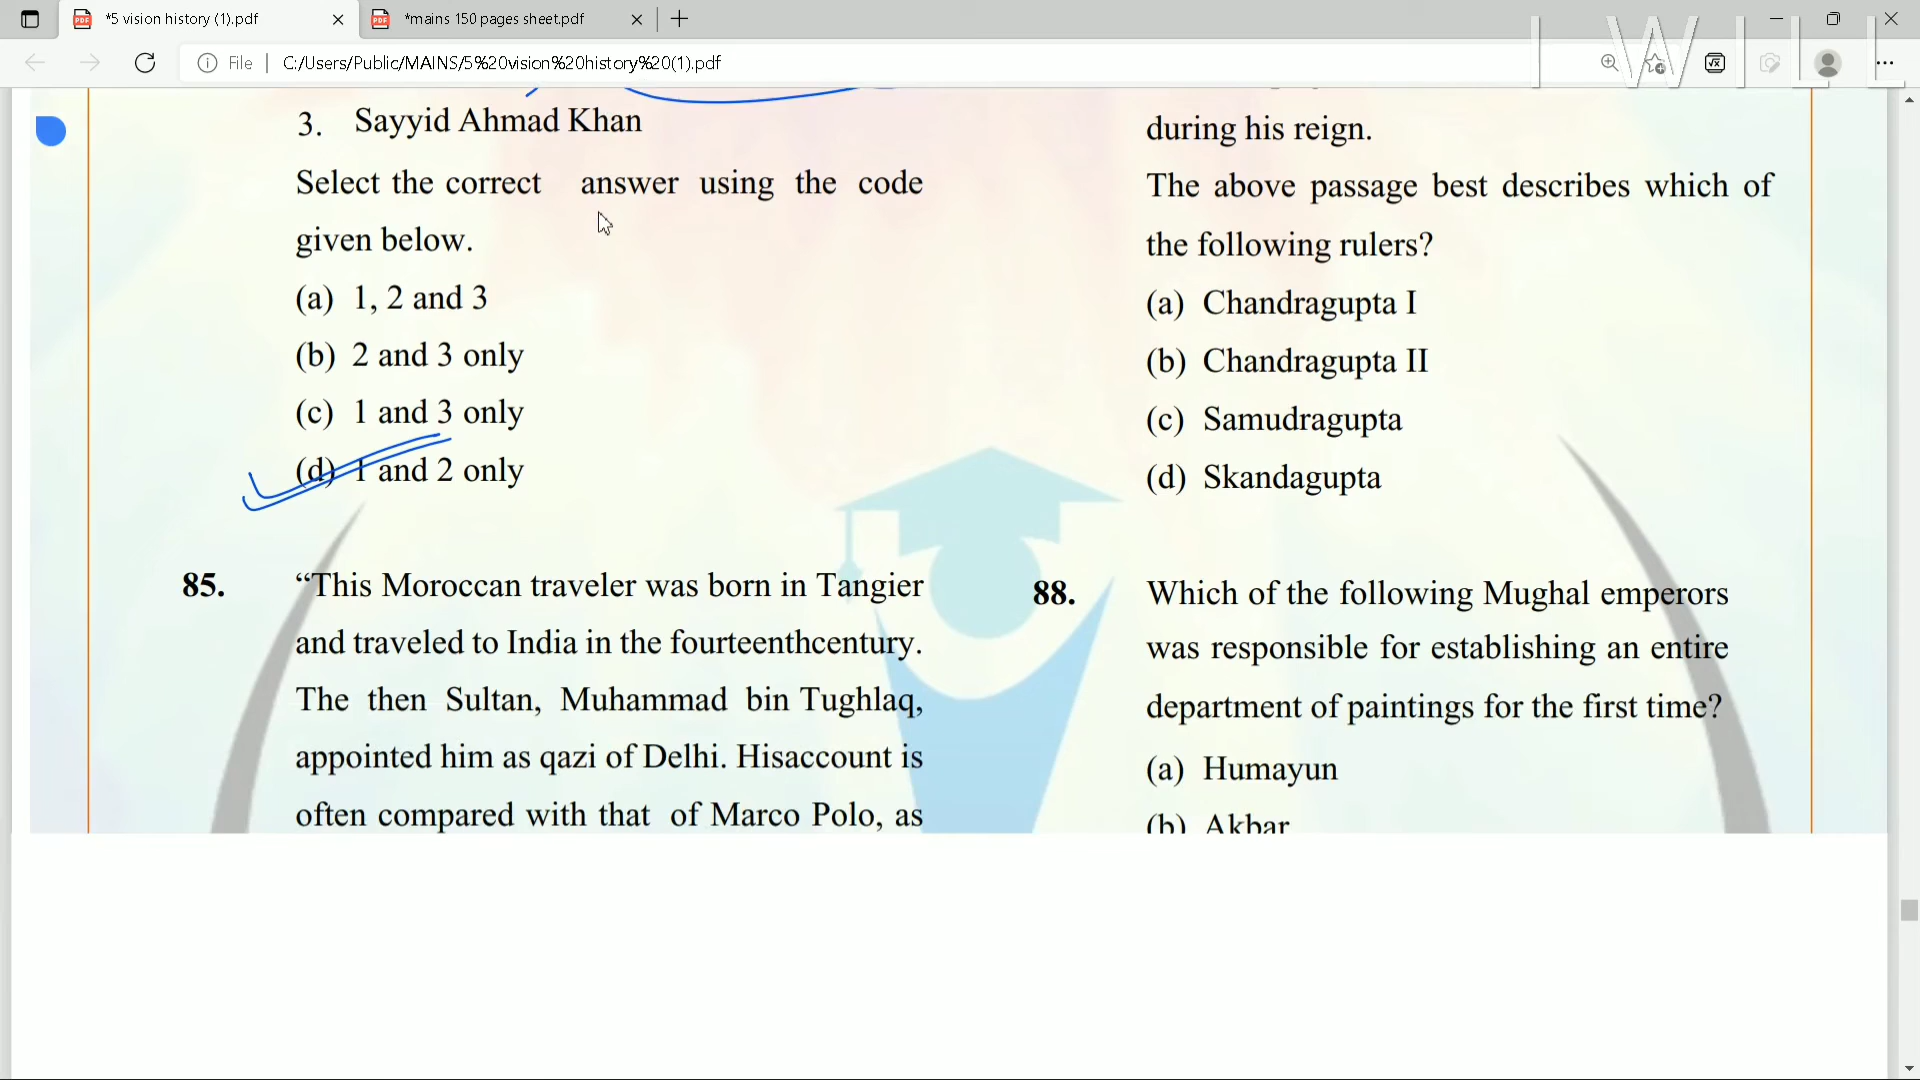 *5 vision history (1).pdf
*mains 150 pages sheet.pdf
File
C:/Users/Public/MAINS/5%20vision%20history%20(1).pdf
I WILL
3. Sayyid Ahmad Khan
Select the correct answer using the code
given below.
(a) 1, 2 and 3
(b) 2 and 3 only
(c) 1 and 3 only
(d) 1 and 2 only
85. “This Moroccan traveler was born in Tangier
and traveled to India in the fourteenthcentury.
The then Sultan, Muhammad bin Tughlaq,
appointed him as qazi of Delhi. Hisaccount is
often compared with that of Marco Polo, as
during his reign.
The above passage best describes which of
the following rulers?
(a) Chandragupta I
(b) Chandragupta II
(c) Samudragupta
(d) Skandagupta
88. Which of the following Mughal emperors
was responsible for establishing an entire
department of paintings for the first time?
(a) Humayun
(b) Akbar